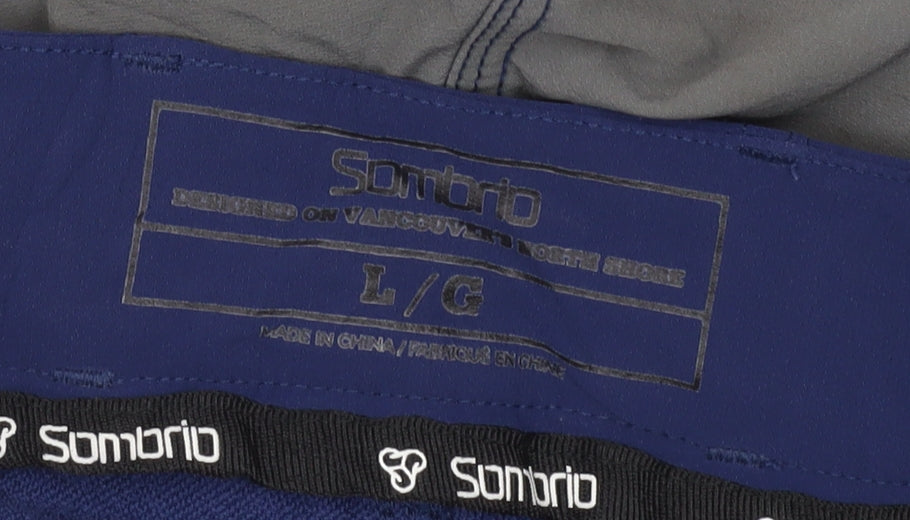 Sombrio
DESIGNED ON VANCOUVER'S NORTH SHORE
L / G
MADE IN CHINA / FABRIQUÉ EN CHINE
Sombrio
Sombrio